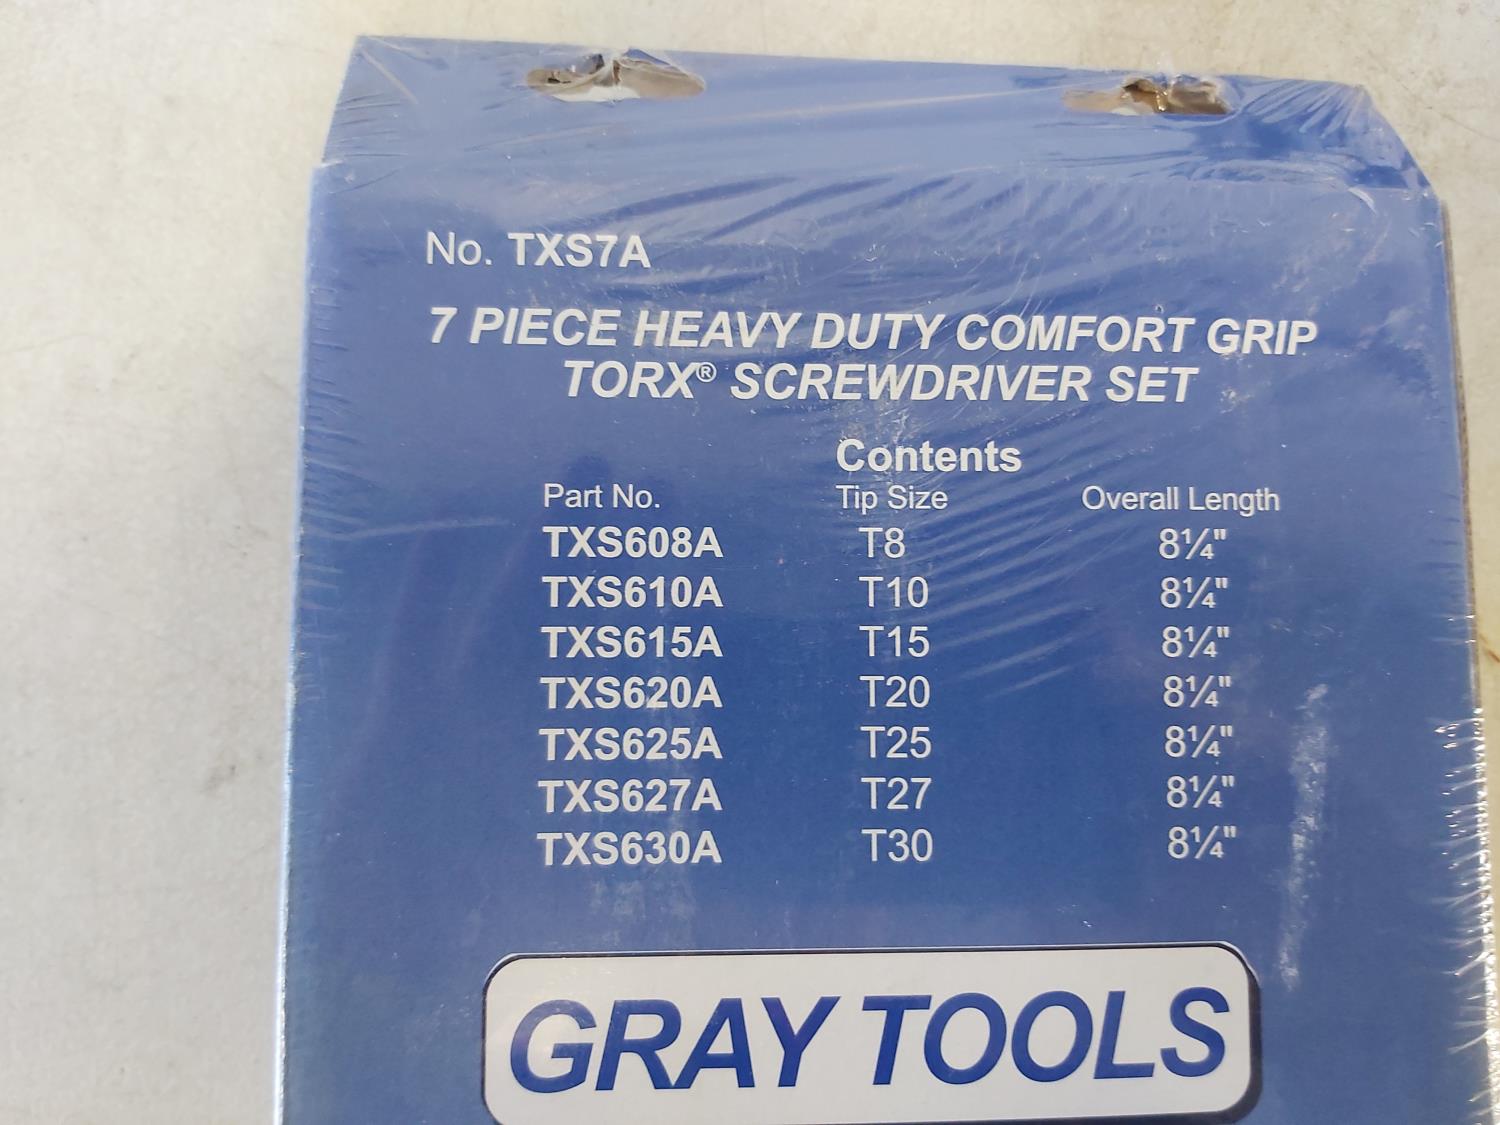 No. TXS7A
7 PIECE HEAVY DUTY COMFORT GRIP
TORX® SCREWDRIVER SET
Contents
Part No. Tip Size Overall Length
TXS608A T8 8¼"
TXS610A T10 8¼"
TXS615A T15 8¼"
TXS620A T20 8¼"
TXS625A T25 8¼"
TXS627A T27 8¼"
TXS630A T30 8¼"
GRAY TOOLS